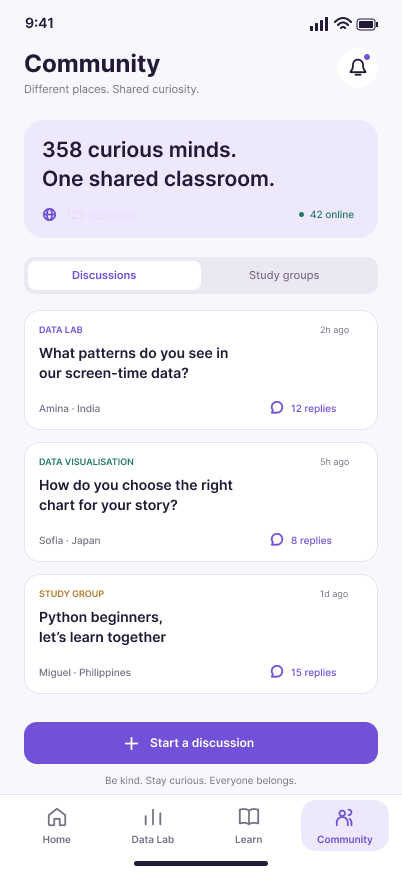 9:41
Community
Different places. Shared curiosity.
358 curious minds.
One shared classroom.
123 countries
42 online
Discussions
Study groups
DATA LAB
2h ago
What patterns do you see in
our screen-time data?
Amina · India
12 replies
DATA VISUALISATION
5h ago
How do you choose the right
chart for your story?
Sofia · Japan
8 replies
STUDY GROUP
1d ago
Python beginners,
let’s learn together
Miguel · Philippines
15 replies
Start a discussion
Be kind. Stay curious. Everyone belongs.
Home
Data Lab
Learn
Community